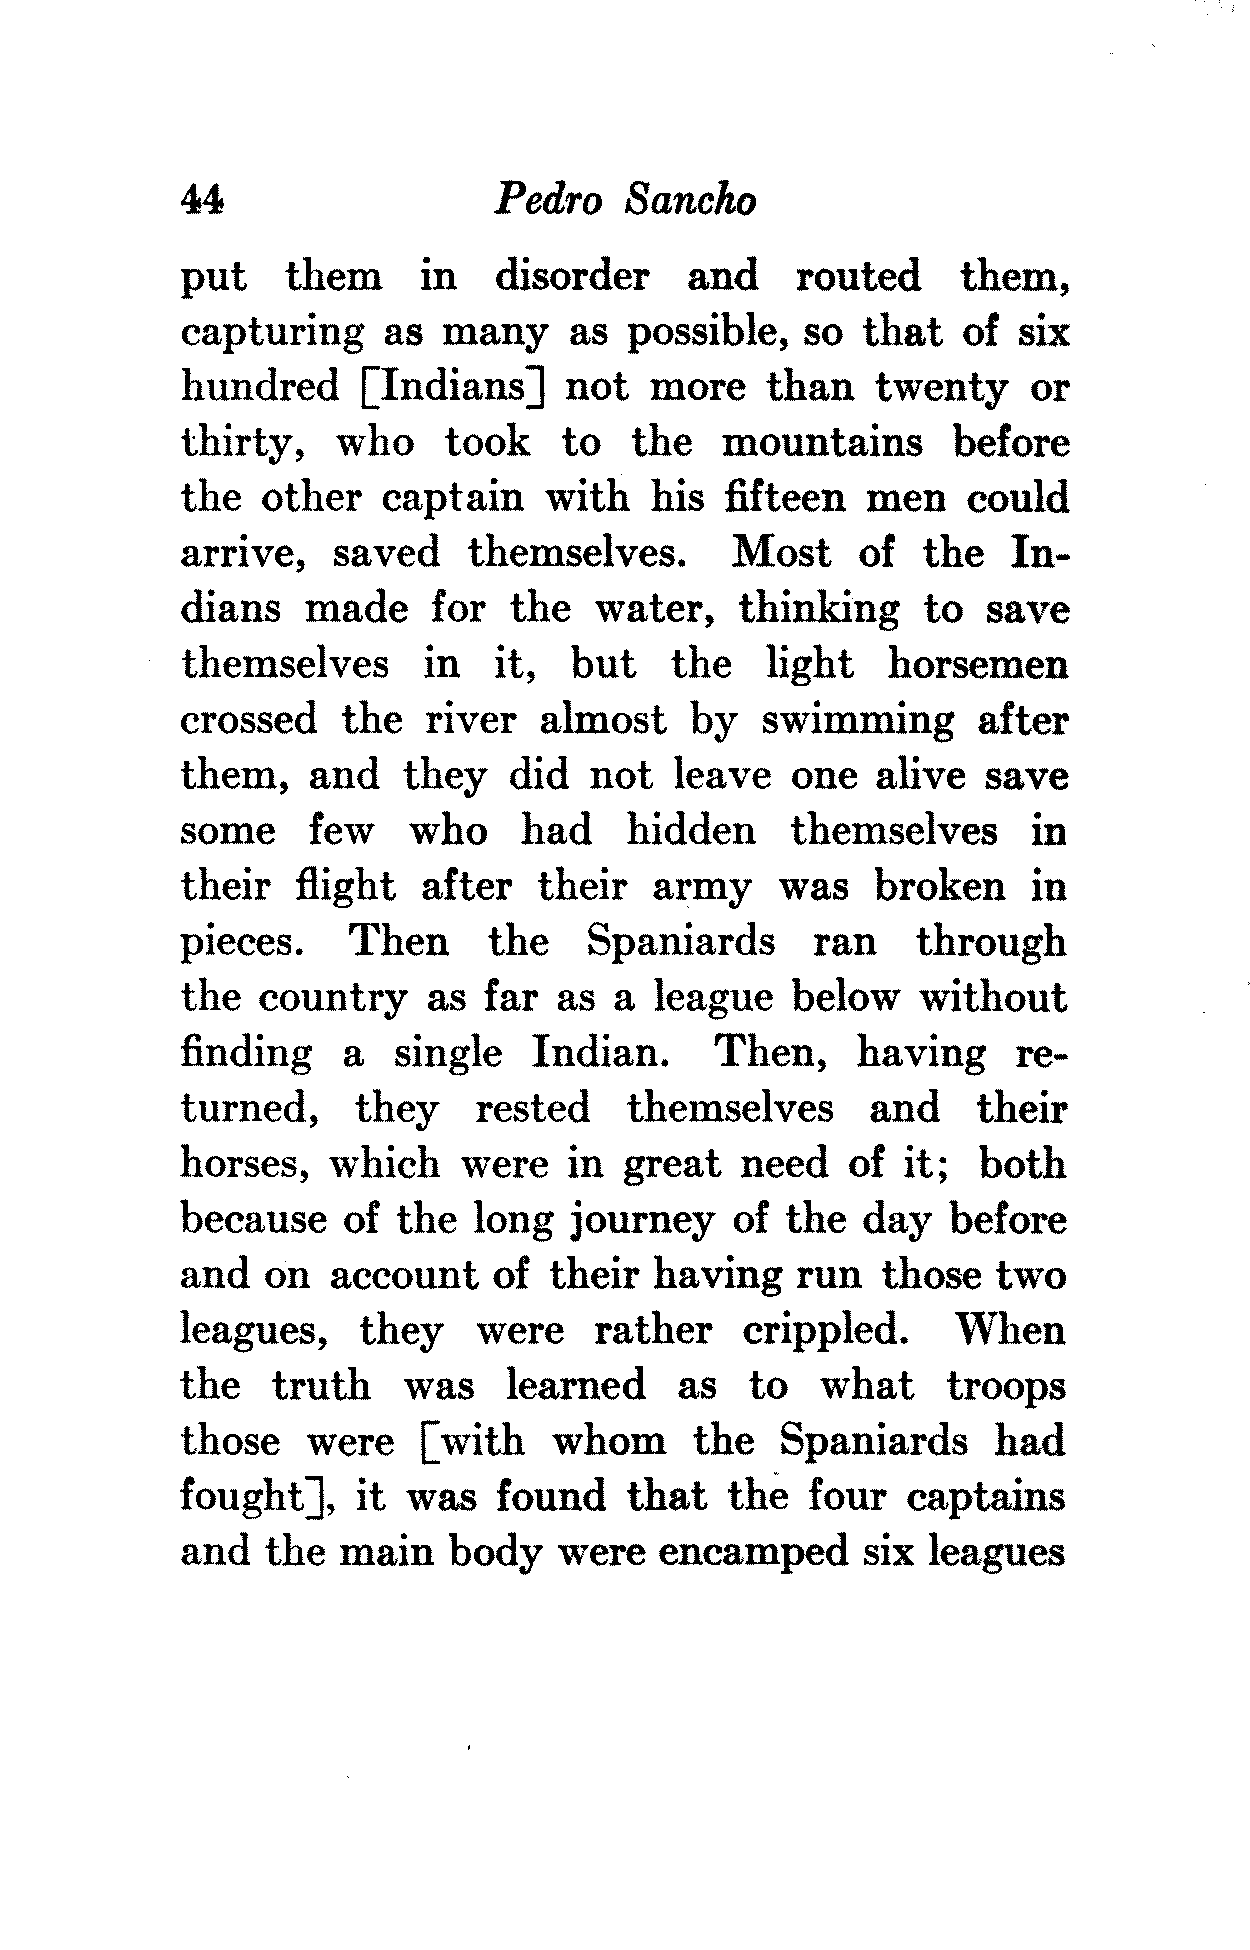 44 Pedro Sancho
put them in disorder and routed them,
capturing as many as possible, so that of six
hundred [Indians] not more than twenty or
thirty, who took to the mountains before
the other captain with his fifteen men could
arrive, saved themselves. Most of the In-
dians made for the water, thinking to save
themselves in it, but the light horsemen
crossed the river almost by swimming after
them, and they did not leave one alive save
some few who had hidden themselves in
their flight after their army was broken in
pieces. Then the Spaniards ran through
the country as far as a league below without
finding a single Indian. Then, having re-
turned, they rested themselves and their
horses, which were in great need of it; both
because of the long journey of the day before
and on account of their having run those two
leagues, they were rather crippled. When
the truth was learned as to what troops
those were [with whom the Spaniards had
fought], it was found that the four captains
and the main body were encamped six leagues